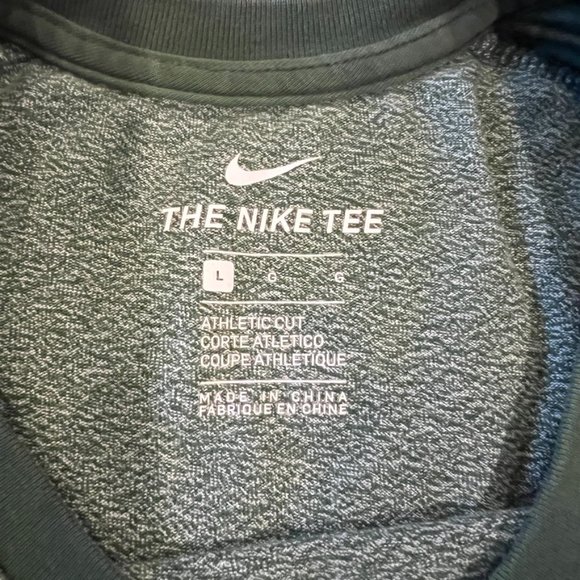 THE NIKE TEE
L G G
ATHLETIC CUT
CORTE ATLÉTICO
COUPE ATHLÉTIQUE
MADE IN CHINA
FABRIQUÉ EN CHINE